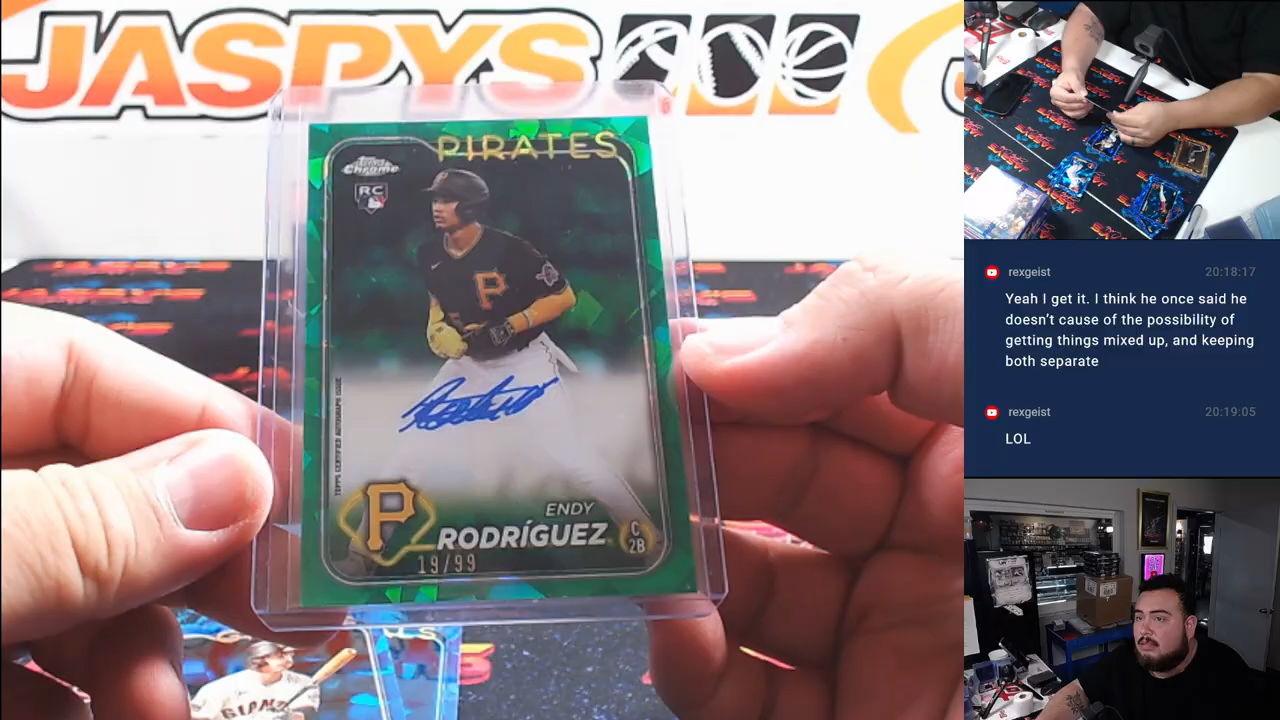 JASPYS
PIRATES
Topps
Chrome
RC
TOPPS CERTIFIED AUTOGRAPH ISSUE
P
P
ENDY
RODRÍGUEZ
C
2B
19/99
GIANTS
rexgeist 20:18:17
Yeah I get it. I think he once said he
doesn't cause of the possibility of
getting things mixed up, and keeping
both separate
rexgeist 20:19:05
LOL